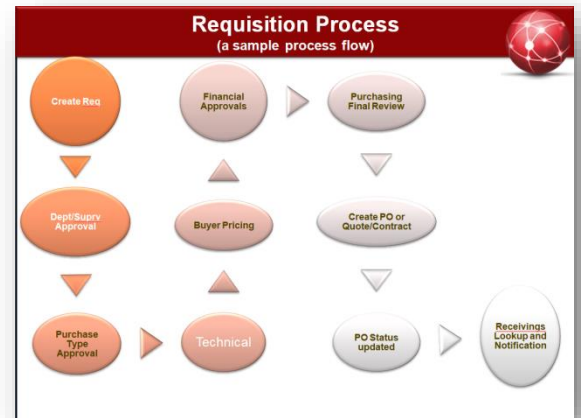 Requisition Process
(a sample process flow)
Create Req
Dept/Suprv
Approval
Purchase
Type
Approval
Technical
Buyer Pricing
Financial
Approvals
Purchasing
Final Review
Create PO or
Quote/Contract
PO Status
updated
Receivings
Lookup and
Notification